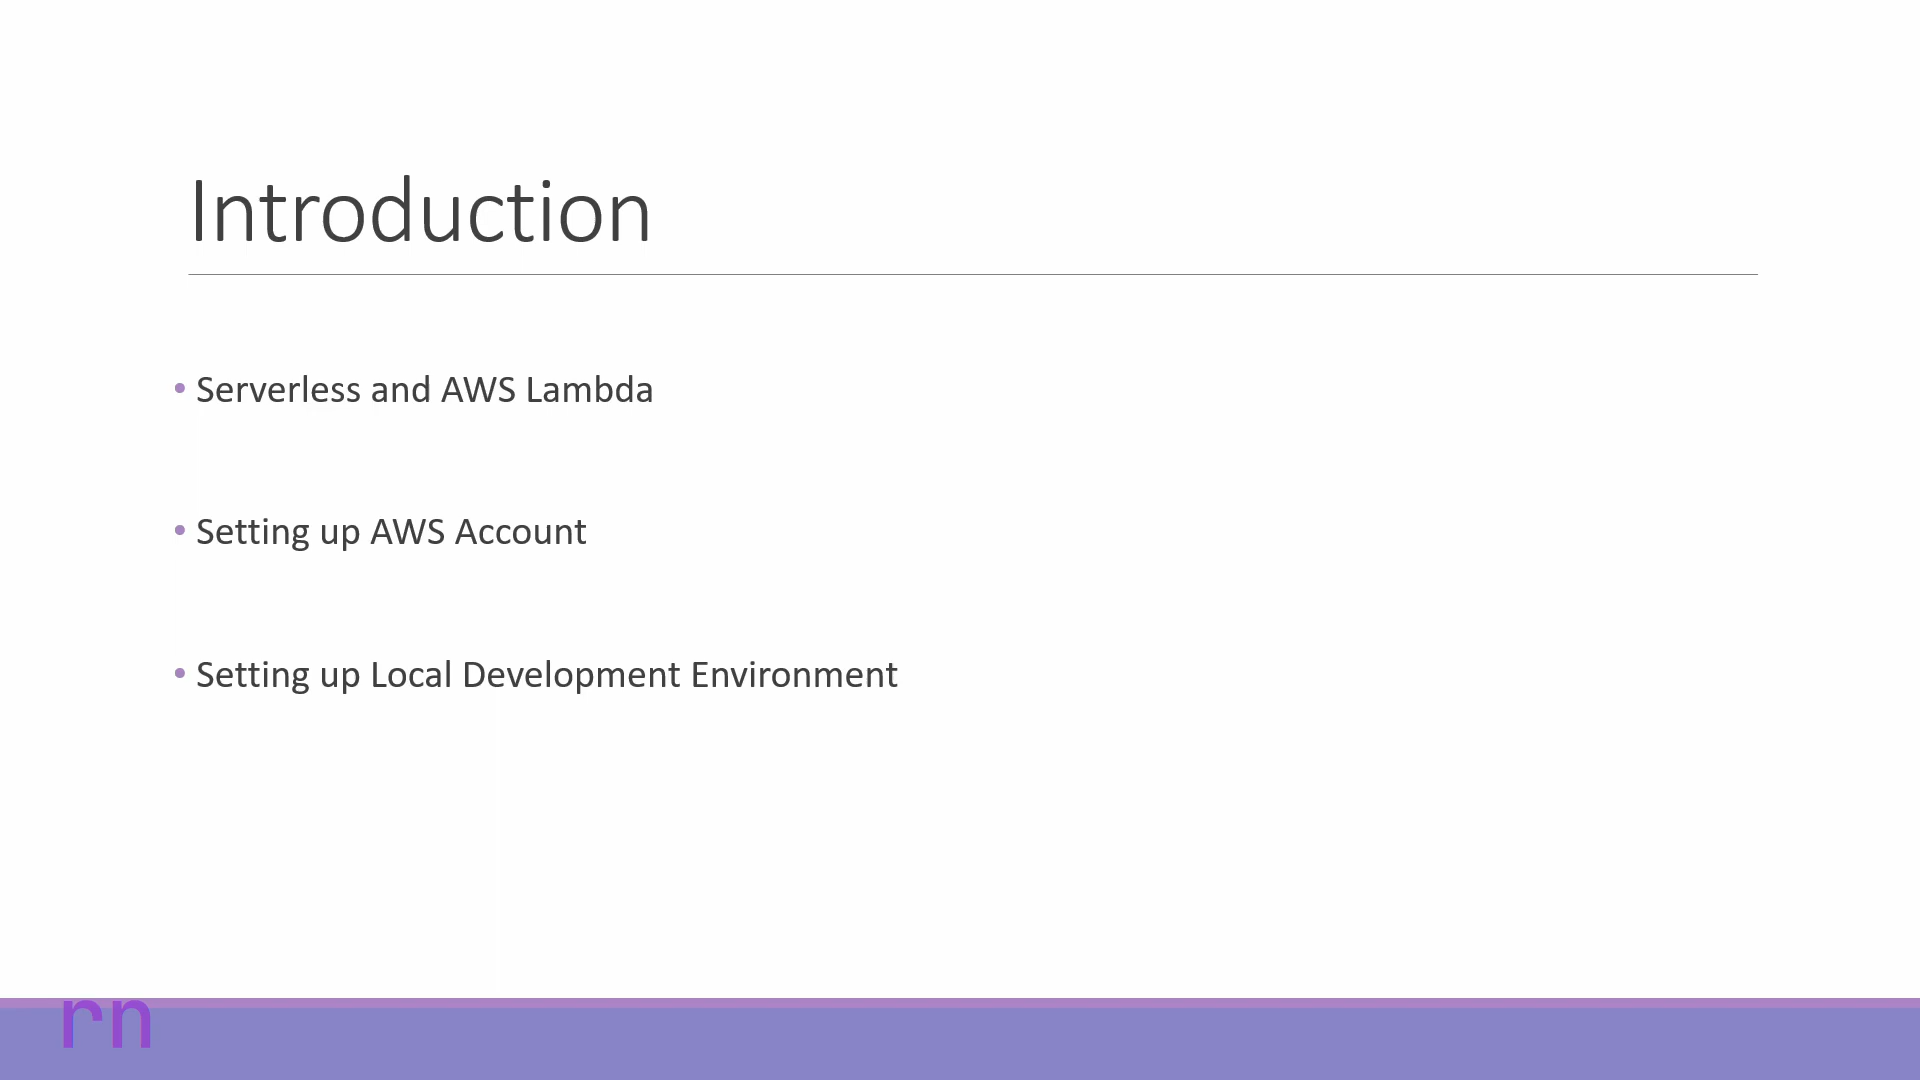 Introduction
• Serverless and AWS Lambda
• Setting up AWS Account
• Setting up Local Development Environment
rn